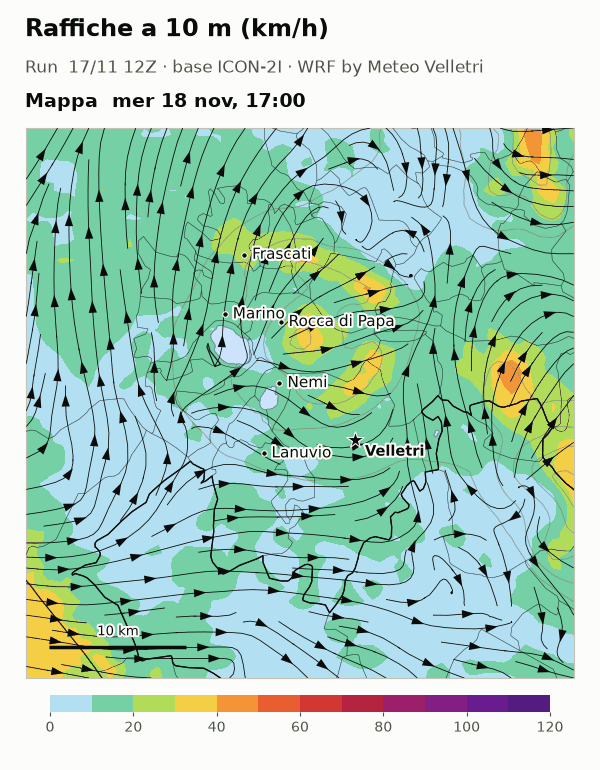 Raffiche a 10 m (km/h)
Run  17/11 12Z · base ICON-2I · WRF by Meteo Velletri
Mappa  mer 18 nov, 17:00
Frascati
Marino
Rocca di Papa
Nemi
Velletri
Lanuvio
10 km
0 20 40 60 80 100 120